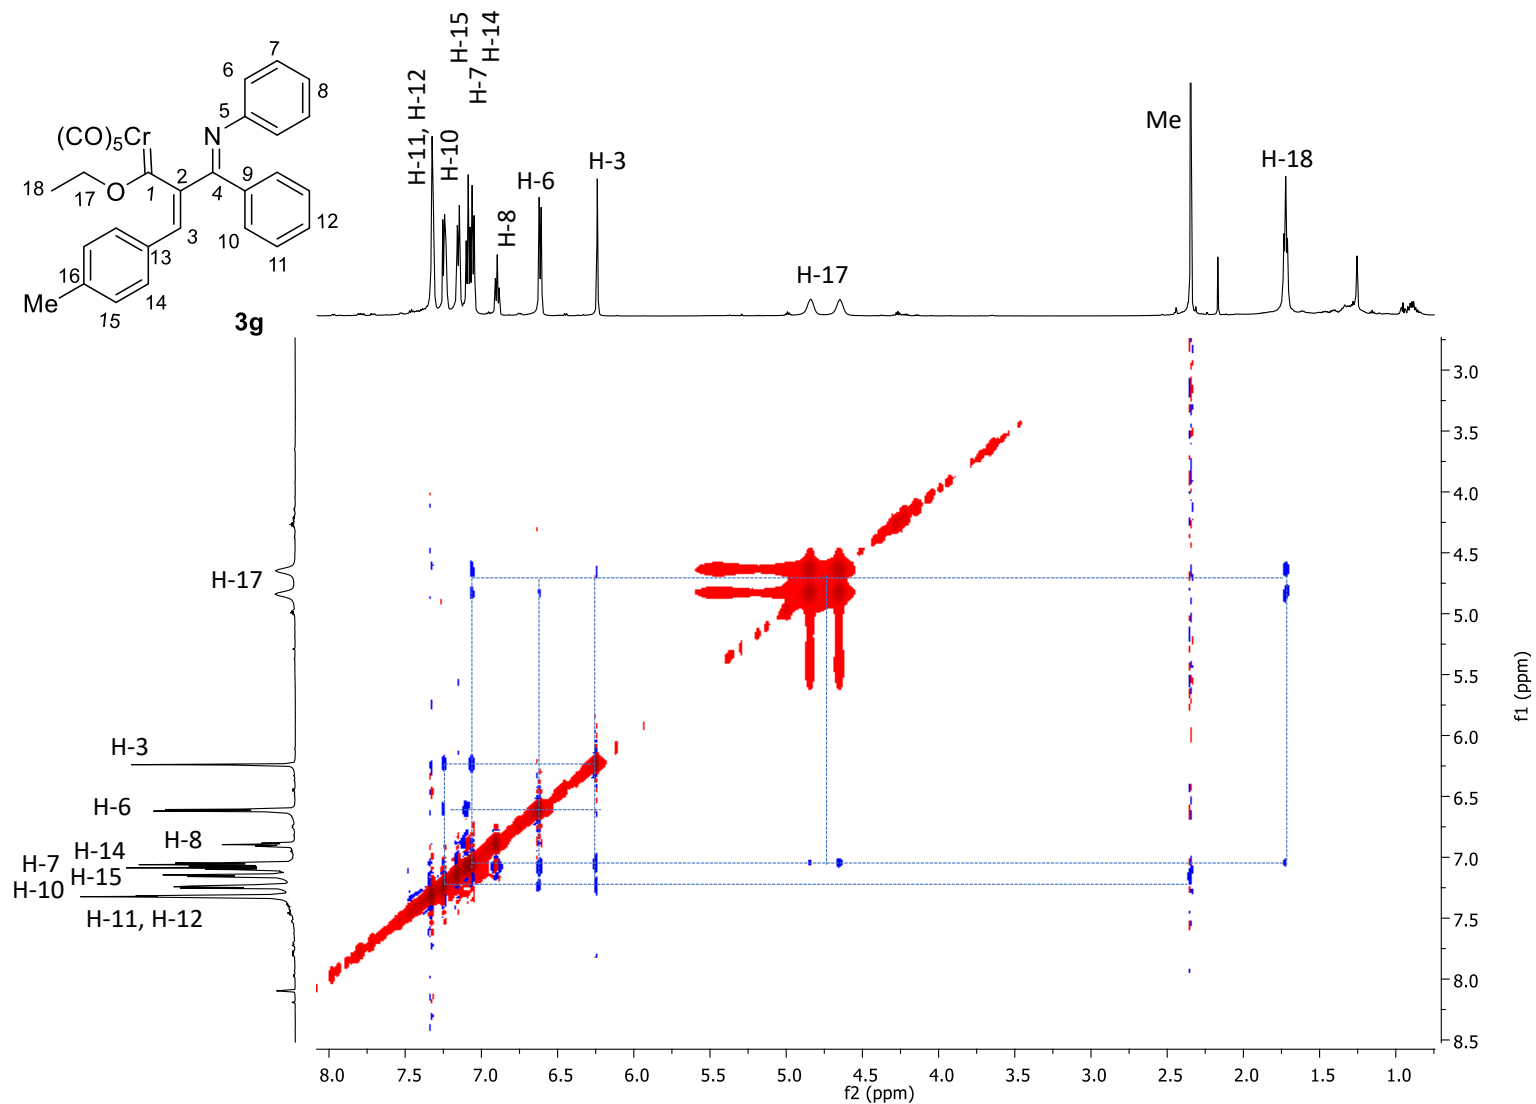 H-11, H-12
H-10
H-15
H-7
H-14
H-8
H-6
H-3
H-17
Me
H-18
7
6
8
5
(CO)5Cr
N
9
2
4
12
18
17
O
1
3
10
11
13
16
14
Me
15
3g
H-17
H-3
H-6
H-8
H-14
H-7
H-15
H-10
H-11, H-12
3.0
3.5
4.0
4.5
5.0
5.5
6.0
6.5
7.0
7.5
8.0
8.5
f1 (ppm)
8.0 7.5 7.0 6.5 6.0 5.5 5.0 4.5 4.0 3.5 3.0 2.5 2.0 1.5 1.0
f2 (ppm)